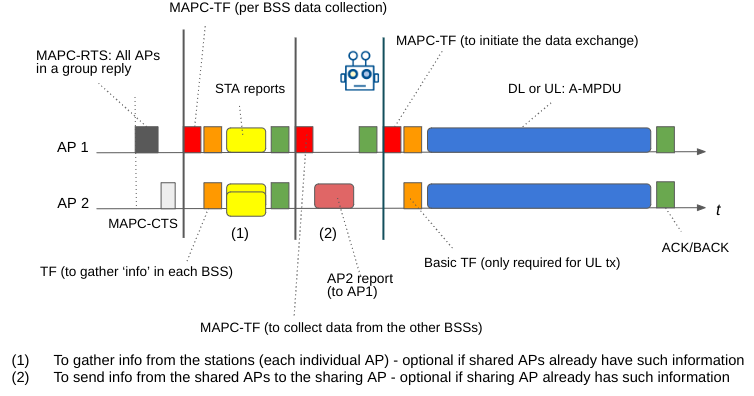 MAPC-TF (per BSS data collection)
MAPC-RTS: All APs
in a group reply
MAPC-TF (to initiate the data exchange)
STA reports
DL or UL: A-MPDU
AP 1
AP 2
t
MAPC-CTS
(1)
(2)
ACK/BACK
TF (to gather ‘info’ in each BSS)
Basic TF (only required for UL tx)
AP2 report
(to AP1)
MAPC-TF (to collect data from the other BSSs)
(1) To gather info from the stations (each individual AP) - optional if shared APs already have such information
(2) To send info from the shared APs to the sharing AP - optional if sharing AP already has such information